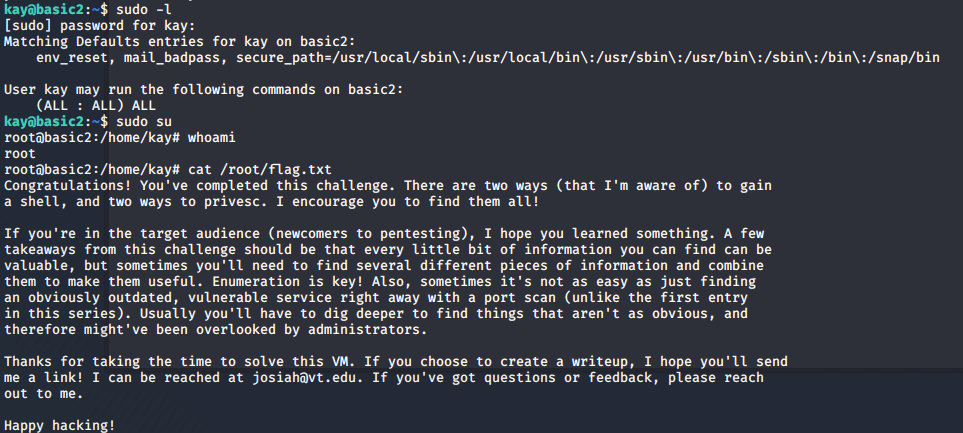 kay@basic2:~$ sudo -l
[sudo] password for kay:
Matching Defaults entries for kay on basic2:
    env_reset, mail_badpass, secure_path=/usr/local/sbin\:/usr/local/bin\:/usr/sbin\:/usr/bin\:/sbin\:/bin\:/snap/bin

User kay may run the following commands on basic2:
    (ALL : ALL) ALL
kay@basic2:~$ sudo su
root@basic2:/home/kay# whoami
root
root@basic2:/home/kay# cat /root/flag.txt
Congratulations! You've completed this challenge. There are two ways (that I'm aware of) to gain
a shell, and two ways to privesc. I encourage you to find them all!

If you're in the target audience (newcomers to pentesting), I hope you learned something. A few
takeaways from this challenge should be that every little bit of information you can find can be
valuable, but sometimes you'll need to find several different pieces of information and combine
them to make them useful. Enumeration is key! Also, sometimes it's not as easy as just finding
an obviously outdated, vulnerable service right away with a port scan (unlike the first entry
in this series). Usually you'll have to dig deeper to find things that aren't as obvious, and
therefore might've been overlooked by administrators.

Thanks for taking the time to solve this VM. If you choose to create a writeup, I hope you'll send
me a link! I can be reached at josiah@vt.edu. If you've got questions or feedback, please reach
out to me.

Happy hacking!